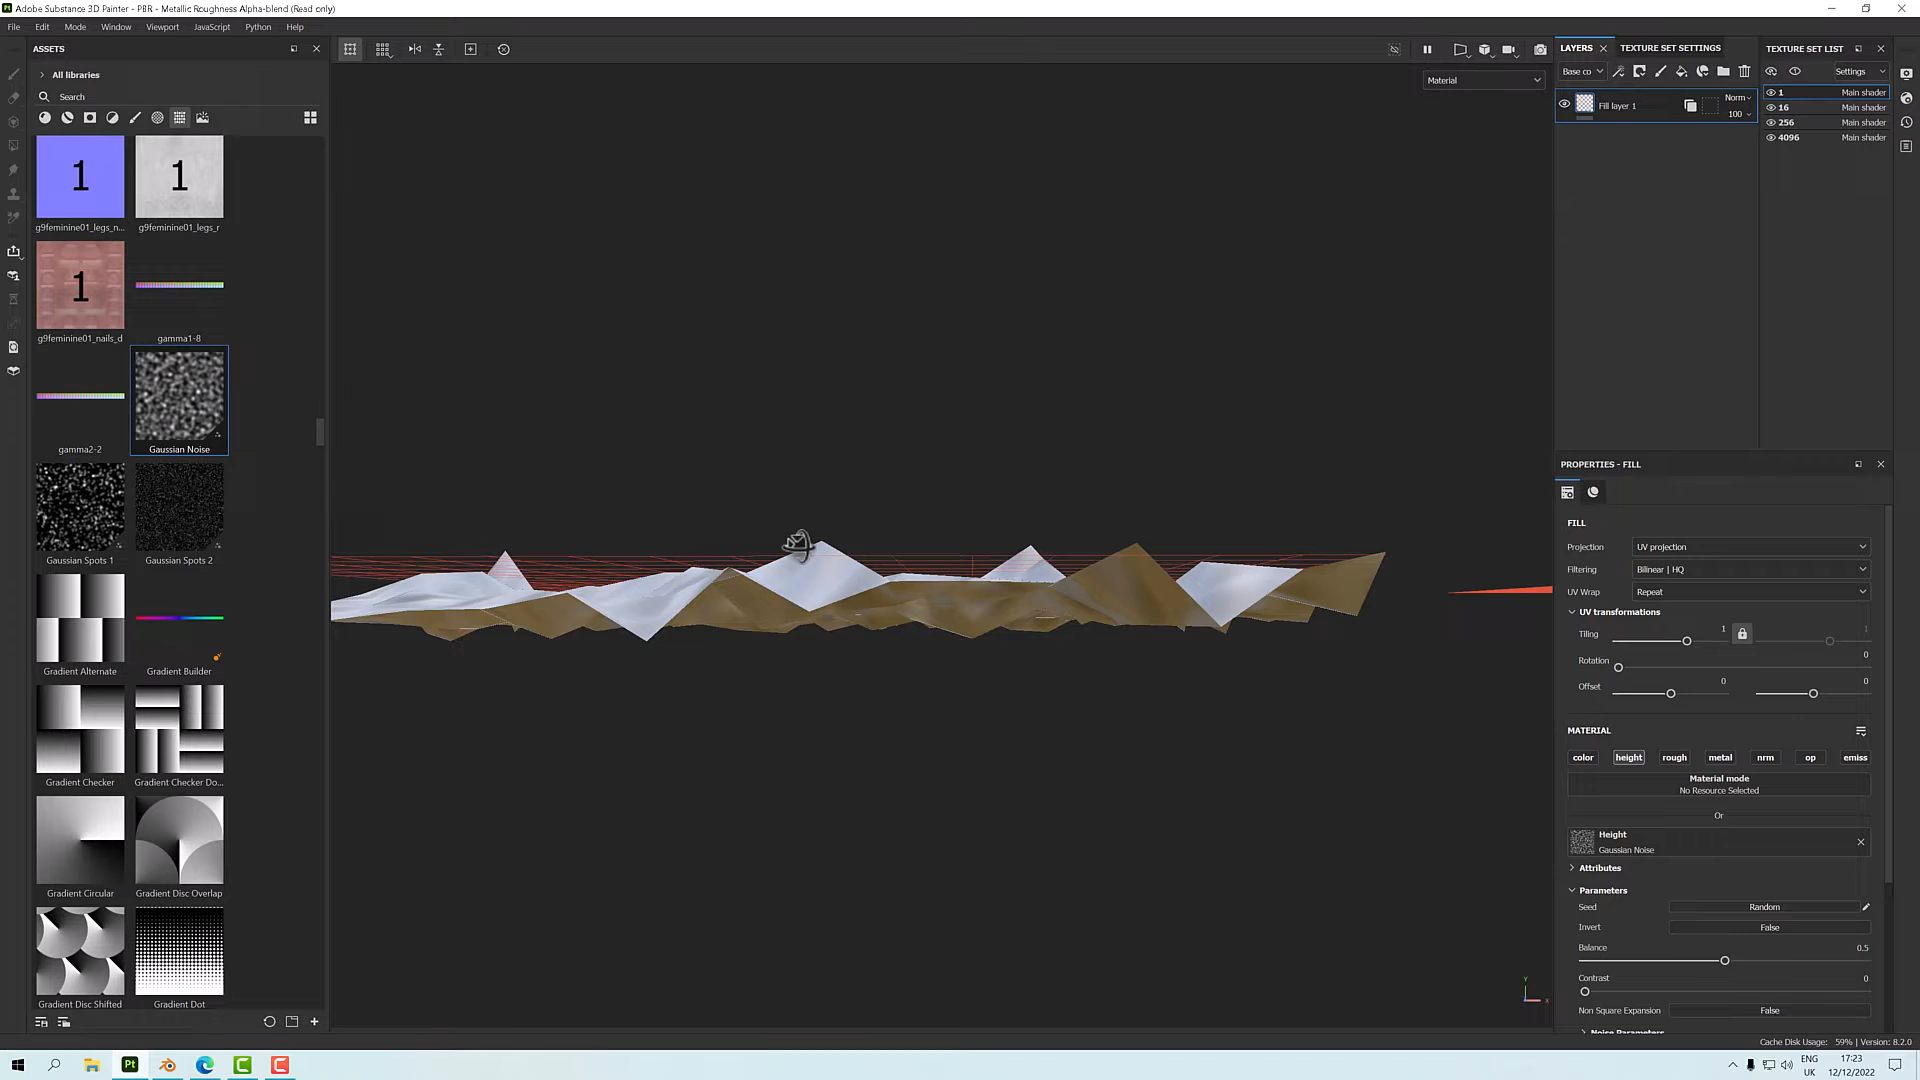 Pt Adobe Substance 3D Painter - PBR - Metallic Roughness Alpha-blend (Read only)
File Edit Mode Window Viewport JavaScript Python Help
ASSETS
All libraries
Search
1 1
g9feminine01_legs_n... g9feminine01_legs_r
1
g9feminine01_nails_d gamma1-8
gamma2-2 Gaussian Noise
Gaussian Spots 1 Gaussian Spots 2
Gradient Alternate Gradient Builder
Gradient Checker Gradient Checker Do...
Gradient Circular Gradient Disc Overlap
Gradient Disc Shifted Gradient Dot
Material
Y
X
LAYERS TEXTURE SET SETTINGS
Base co
Fill layer 1
Norm
100
TEXTURE SET LIST
Settings
1 Main shader
16 Main shader
256 Main shader
4096 Main shader
PROPERTIES - FILL
FILL
Projection UV projection
Filtering Bilinear | HQ
UV Wrap Repeat
UV transformations
Tiling 1 1
Rotation 0
Offset 0 0
MATERIAL
color height rough metal nrm op emiss
Material mode
No Resource Selected
Or
Height
Gaussian Noise
Attributes
Parameters
Seed Random
Invert False
Balance 0.5
Contrast 0
Non Square Expansion False
Noise Parameters
Cache Disk Usage: 59% | Version: 8.2.0
Pt
ENG
UK
17:23
12/12/2022